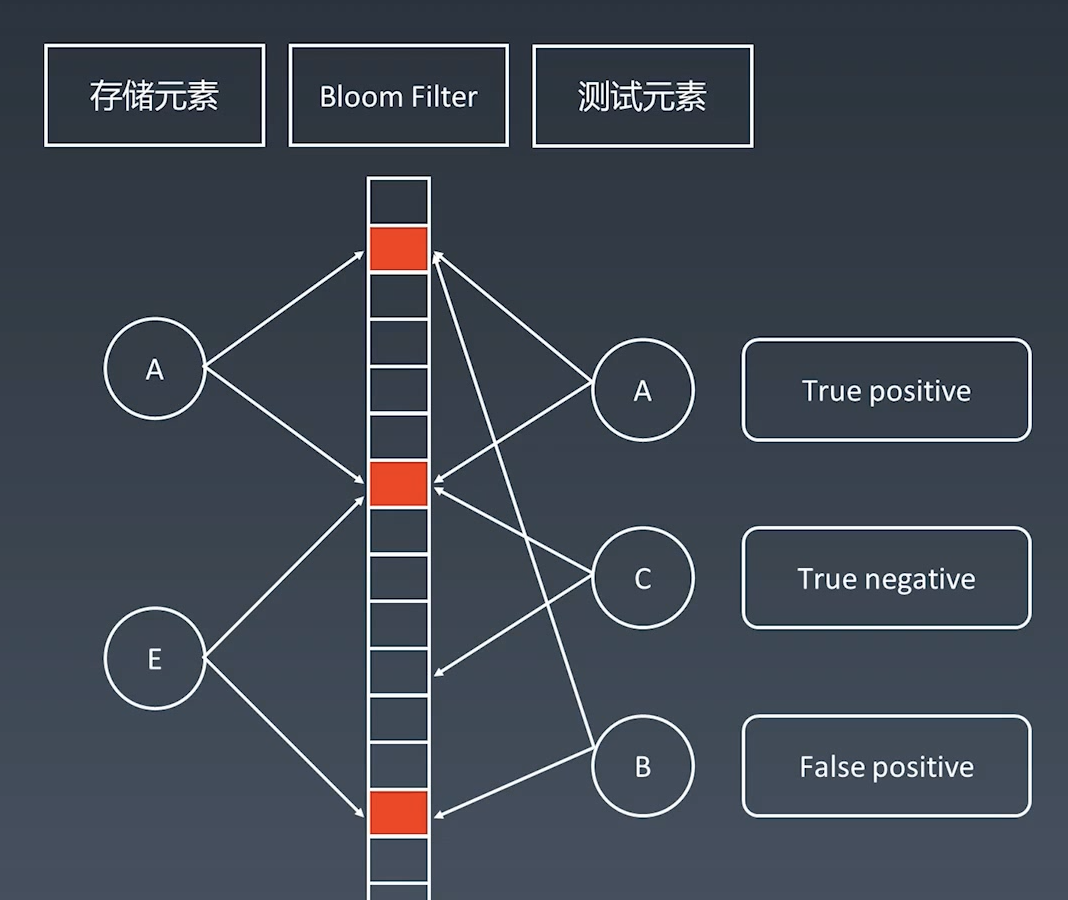 存储元素
Bloom Filter
测试元素
A
A
True positive
C
True negative
E
B
False positive